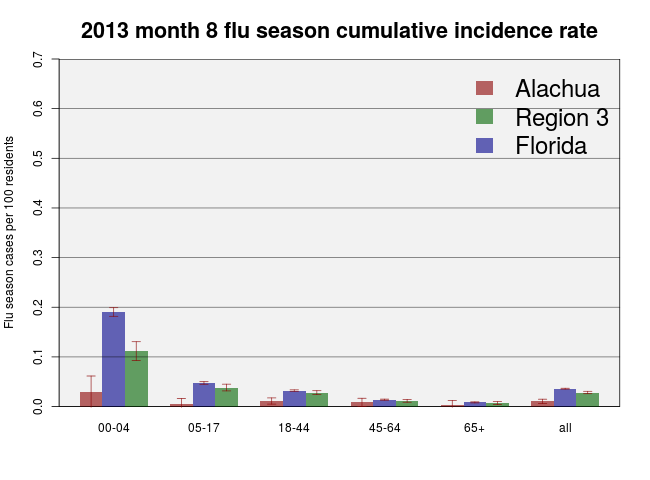 2013 month 8 flu season cumulative incidence rate
Flu season cases per 100 residents
0.7
0.6
0.5
0.4
0.3
0.2
0.1
0.0
Alachua
Region 3
Florida
00-04 05-17 18-44 45-64 65+ all